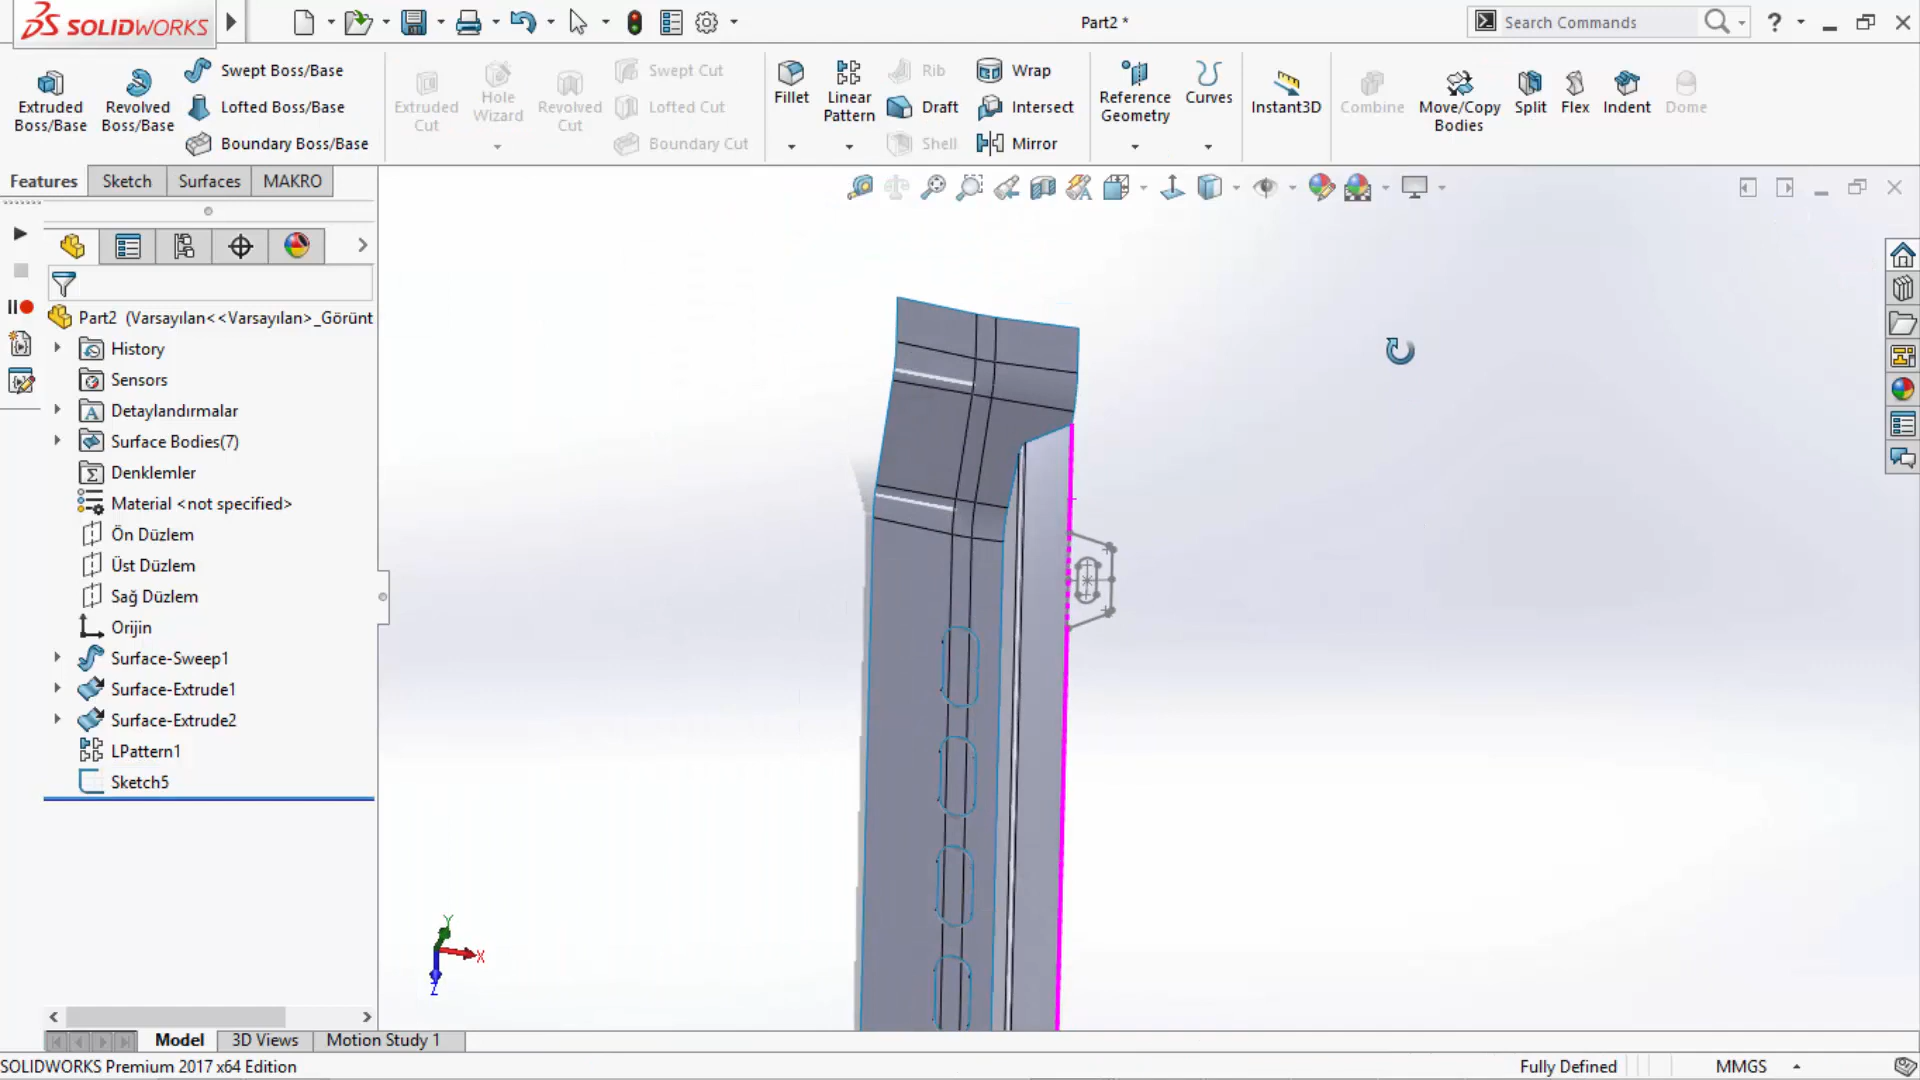 SOLIDWORKS
Part2 *
Search Commands
Extruded Boss/Base
Revolved Boss/Base
Swept Boss/Base
Lofted Boss/Base
Boundary Boss/Base
Extruded Cut
Hole Wizard
Revolved Cut
Swept Cut
Lofted Cut
Boundary Cut
Fillet
Linear Pattern
Rib
Draft
Shell
Wrap
Intersect
Mirror
Reference Geometry
Curves
Instant3D
Combine
Move/Copy Bodies
Split
Flex
Indent
Dome
Features
Sketch
Surfaces
MAKRO
Part2 (Varsayılan<<Varsayılan>_Görünt
History
Sensors
Detaylandırmalar
Surface Bodies(7)
Denklemler
Material <not specified>
Ön Düzlem
Üst Düzlem
Sağ Düzlem
Orijin
Surface-Sweep1
Surface-Extrude1
Surface-Extrude2
LPattern1
Sketch5
Y
X
Z
Model
3D Views
Motion Study 1
SOLIDWORKS Premium 2017 x64 Edition
Fully Defined
MMGS